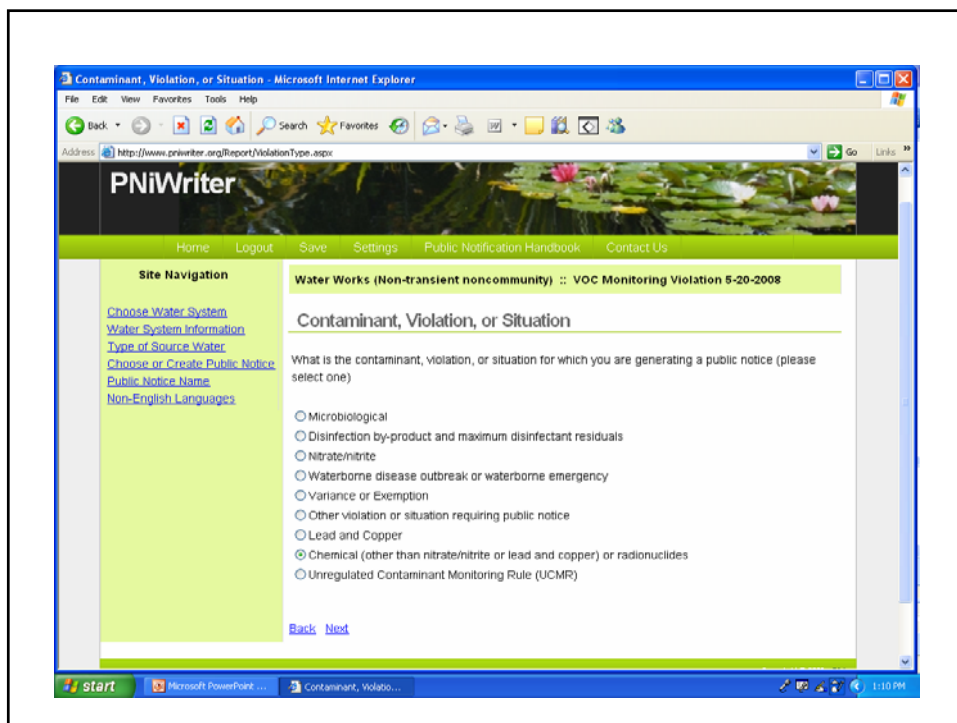 Contaminant, Violation, or Situation - Microsoft Internet Explorer
File Edit View Favorites Tools Help
Back Search Favorites
Address http://www.pniwriter.org/Report/ViolationType.aspx Go Links »
PNiWriter
Home Logout Save Settings Public Notification Handbook Contact Us
Site Navigation
Choose Water System
Water System Information
Type of Source Water
Choose or Create Public Notice
Public Notice Name
Non-English Languages
Water Works (Non-transient noncommunity) :: VOC Monitoring Violation 5-20-2008
Contaminant, Violation, or Situation
What is the contaminant, violation, or situation for which you are generating a public notice (please
select one)
Microbiological
Disinfection by-product and maximum disinfectant residuals
Nitrate/nitrite
Waterborne disease outbreak or waterborne emergency
Variance or Exemption
Other violation or situation requiring public notice
Lead and Copper
Chemical (other than nitrate/nitrite or lead and copper) or radionuclides
Unregulated Contaminant Monitoring Rule (UCMR)
Back Next
start Microsoft PowerPoint ... Contaminant, Violatio... 1:10 PM